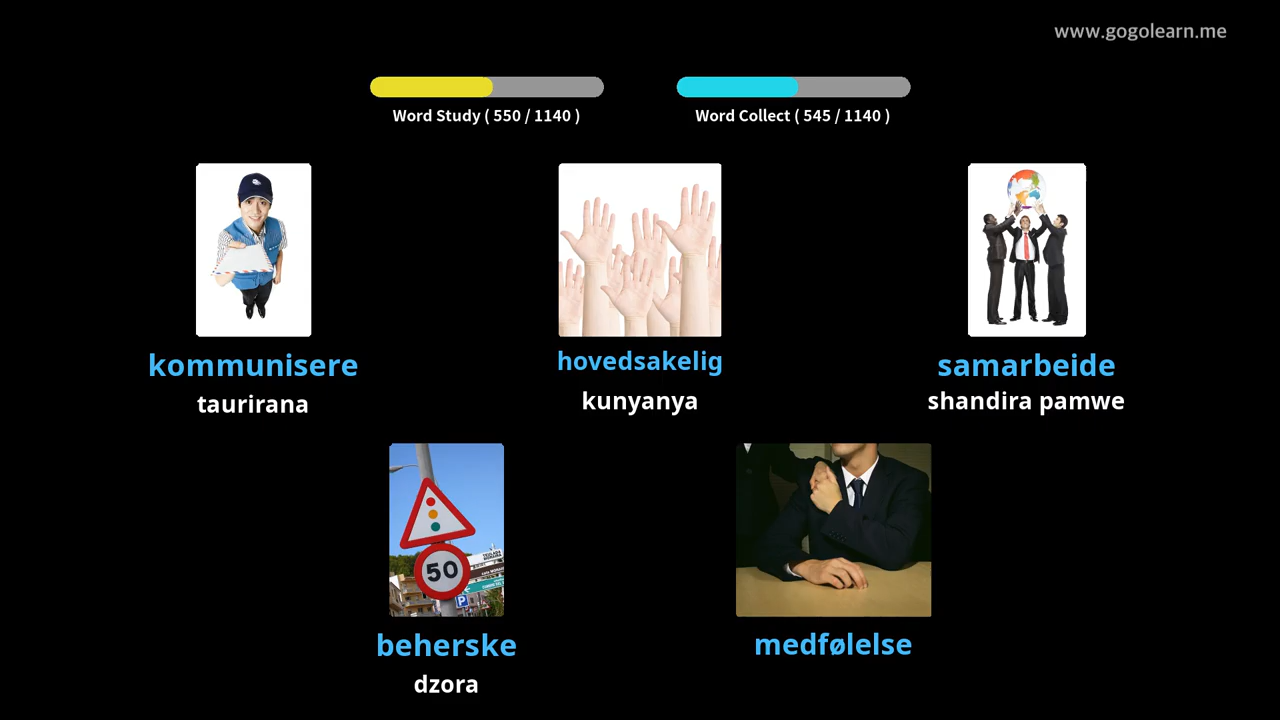 www.gogolearn.me
Word Study ( 550 / 1140 )
Word Collect ( 545 / 1140 )
kommunisere
taurirana
hovedsakelig
kunyanya
samarbeide
shandira pamwe
50
P
beherske
dzora
medfølelse